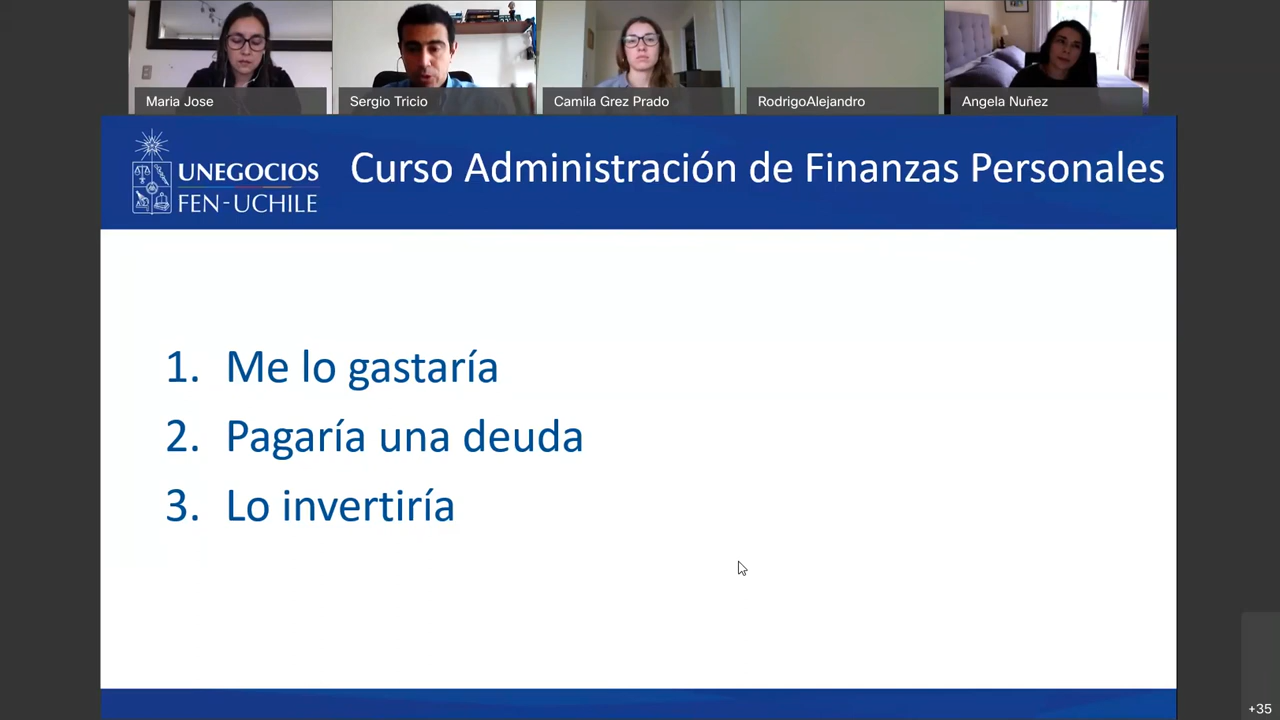 Maria Jose
Sergio Tricio
Camila Grez Prado
RodrigoAlejandro
Angela Nuñez
UNEGOCIOS
FEN-UCHILE
Curso Administración de Finanzas Personales
1. Me lo gastaría
2. Pagaría una deuda
3. Lo invertiría
+35